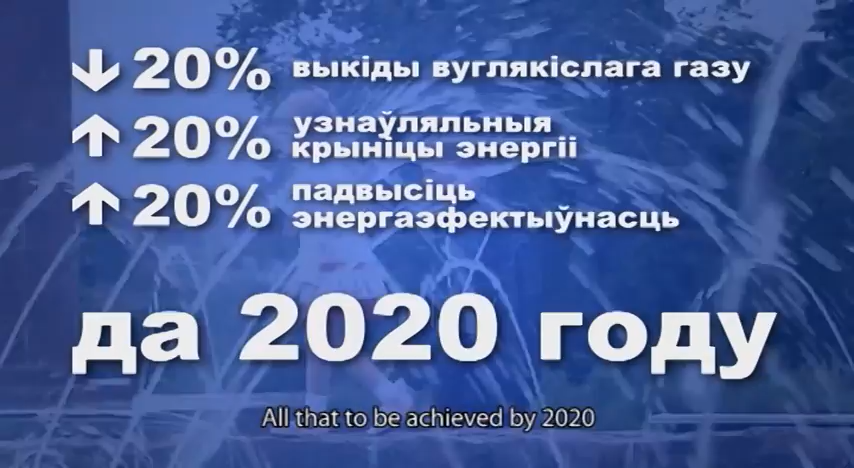 ↓ 20% выкіды вуглякіслага газу
↑ 20% узнаўляльныя
крыніцы энергіі
↑ 20% падвысіць
энергаэфектыўнасць
да 2020 году
All that to be achieved by 2020